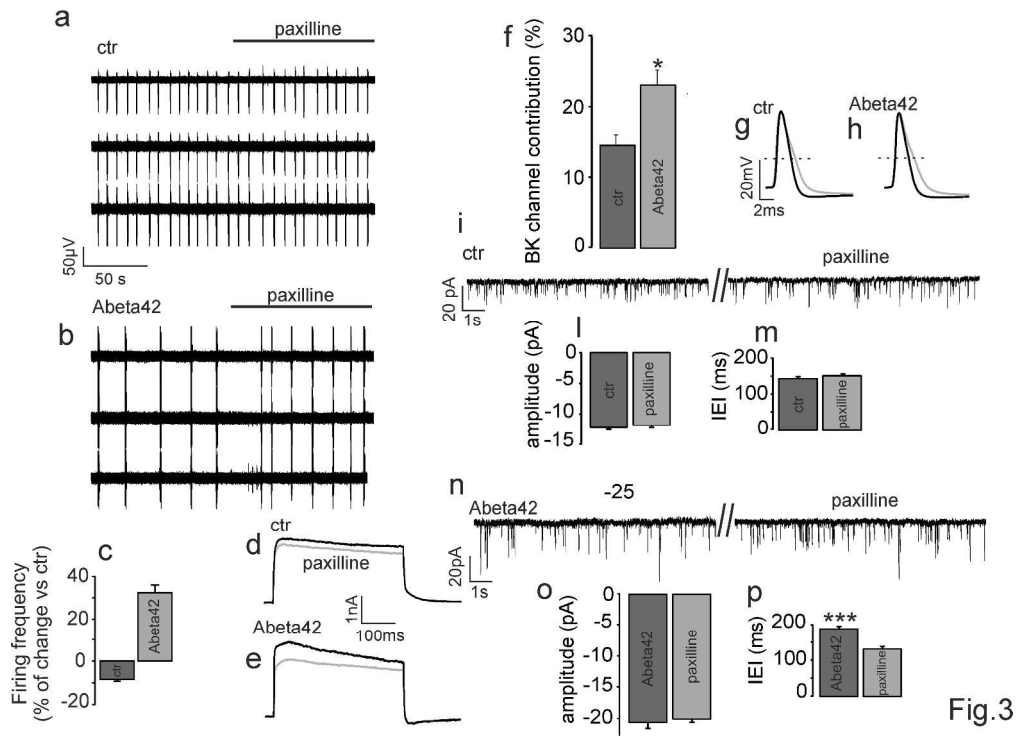 a
paxilline
ctr
50µV
50 s
paxilline
Abeta42
b
c
40
20
0
-20
Firing frequency
(% of change vs ctr)
ctr
Abeta42
d
ctr
paxilline
1nA
100ms
e
Abeta42
f
BK channel contribution (%)
30
20
10
0
*
ctr
Abeta42
g
ctr
Abeta42
h
20mV
2ms
i
ctr
paxilline
20 pA
1s
l
amplitude (pA)
0
-5
-10
-15
ctr
paxilline
m
IEI (ms)
200
100
0
ctr
paxilline
n
Abeta42
-25
paxilline
20pA
1s
o
amplitude (pA)
0
-5
-10
-15
-20
Abeta42
paxilline
p
IEI (ms)
200
100
0
***
Abeta42
paxilline
Fig.3